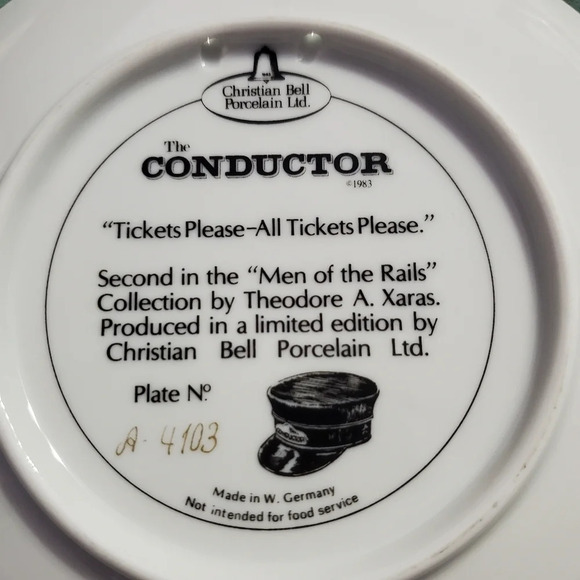 Christian Bell
Porcelain Ltd.
The
CONDUCTOR
©1983
"Tickets Please-All Tickets Please."
Second in the "Men of the Rails"
Collection by Theodore A. Xaras.
Produced in a limited edition by
Christian Bell Porcelain Ltd.
Plate Nº
A-4103
CONDUCTOR
Made in W. Germany
Not intended for food service